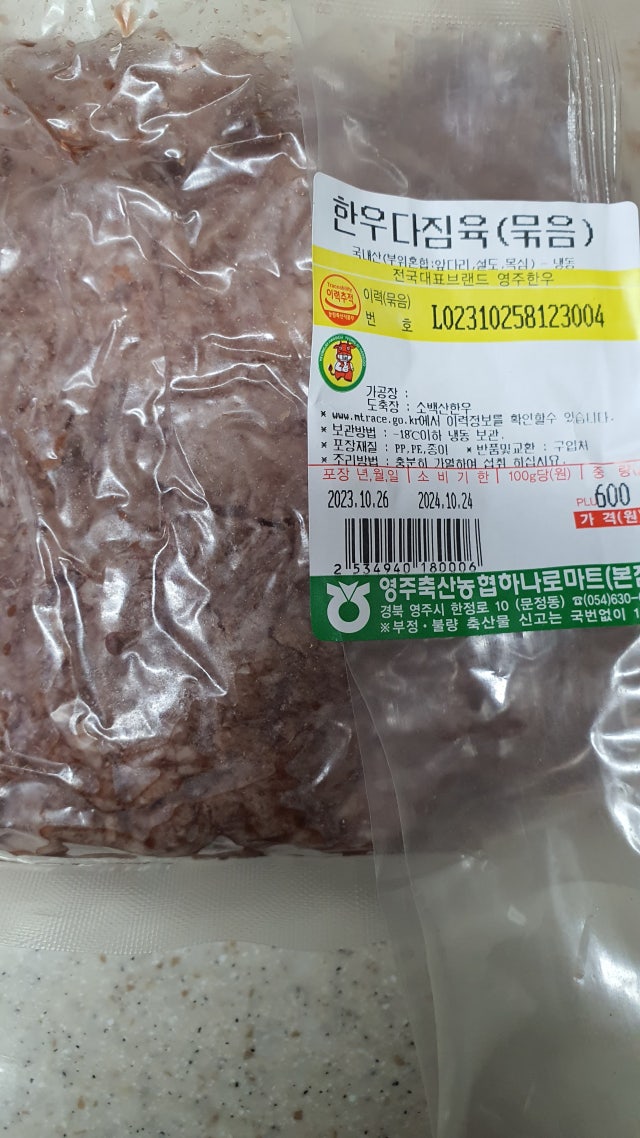 한우다짐육(묶음)
국내산(부위혼합:앞다리,설도,목심) - 냉동
전국대표브랜드 영주한우
Traceability
이력추적
이력(묶음)
번 호 L02310258123004
가공장 :
도축장 : 소백산한우
* www.mtrace.go.kr에서 이력정보를 확인할수 있습니다.
* 보관방법 : -18℃이하 냉동 보관.
* 포장재질 : PP,PE,종이 * 반품및교환 : 구입처
* 조리방법 : 충분히 가열하여 섭취 하십시요.
포장 년.월.일 소 비 기 한 100g당(원) 중
2023.10.26 2024.10.24 PLU 600
가 격(원
2 534940 180006
영주축산농협하나로마트(본점
경북 영주시 한정로 10 (문정동) ☎(054)630-
※부정·불량 축산물 신고는 국번없이 1